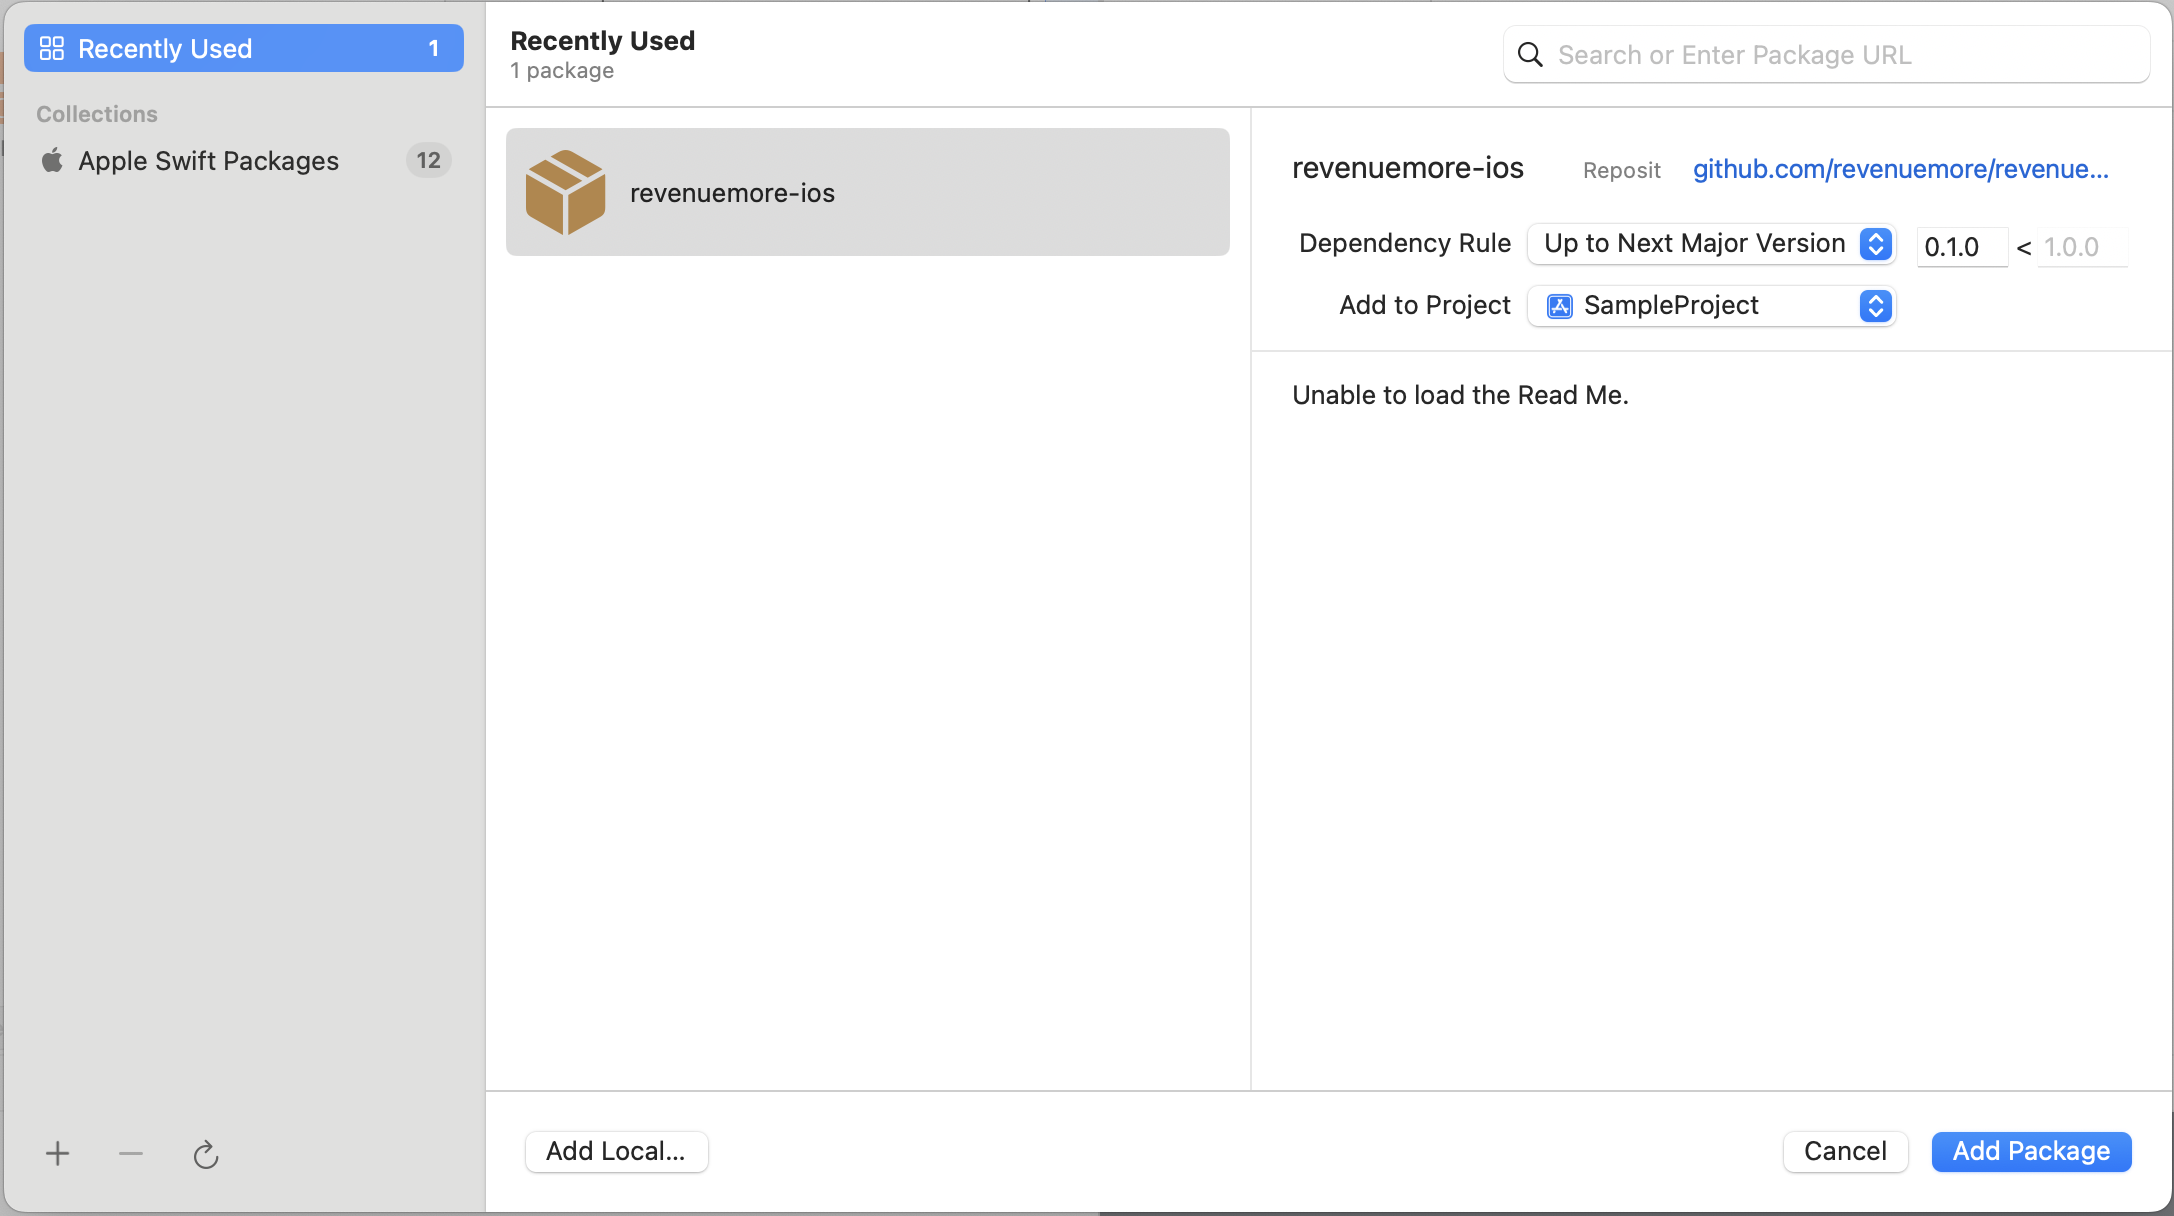 Recently Used 1
Collections
Apple Swift Packages 12
Recently Used
1 package
Search or Enter Package URL
revenuemore-ios
revenuemore-ios Reposit github.com/revenuemore/revenue...
Dependency Rule Up to Next Major Version 0.1.0 < 1.0.0
Add to Project SampleProject
Unable to load the Read Me.
Add Local... Cancel Add Package